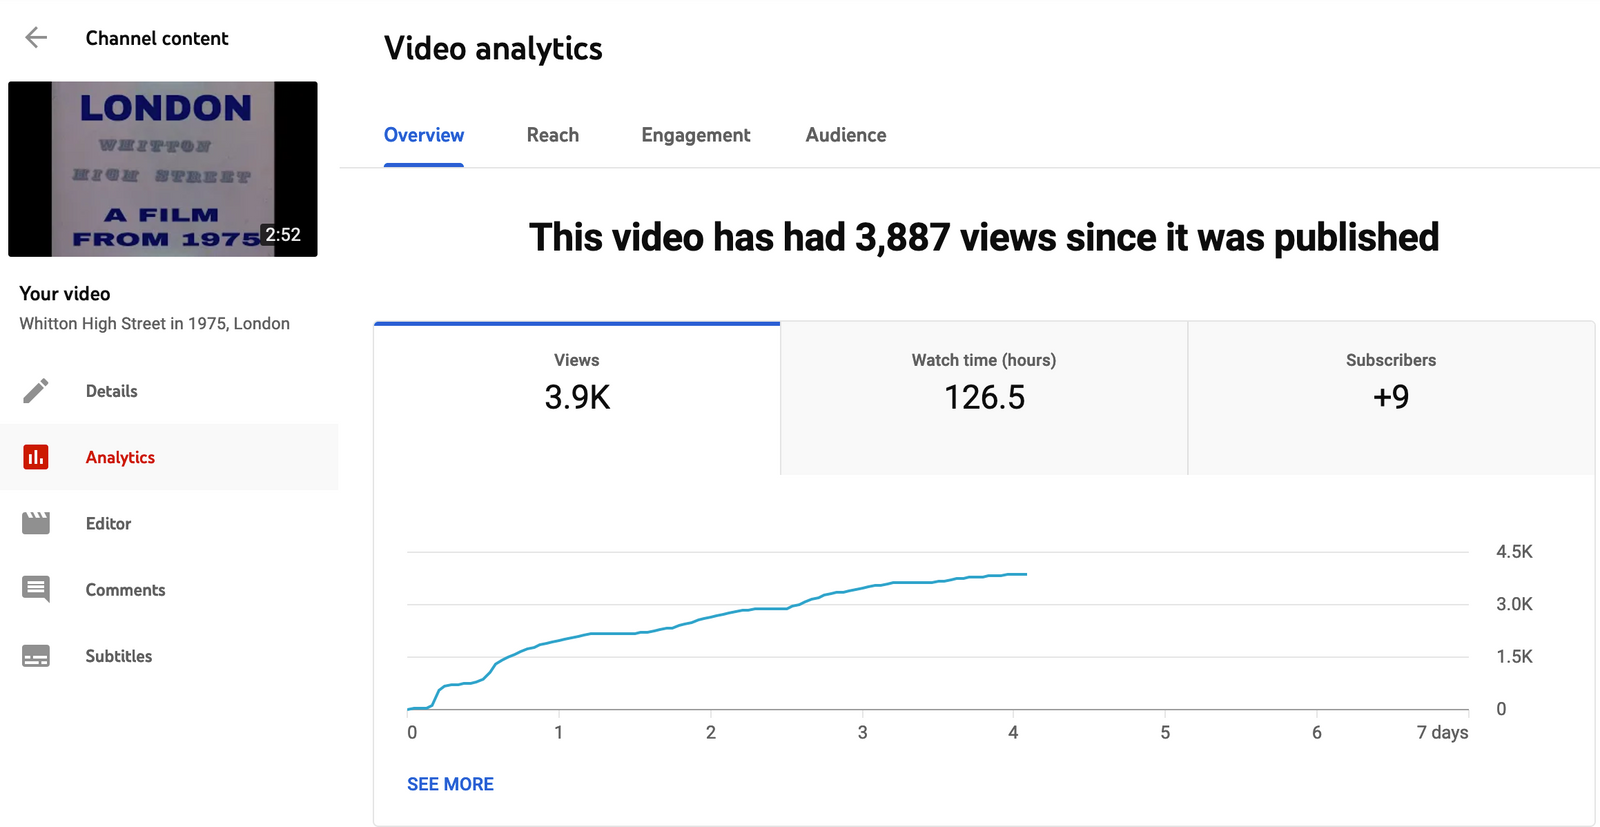 Channel content
LONDON
WHITTON
HIGH STREET
A FILM
FROM 1975
2:52
Your video
Whitton High Street in 1975, London
Details
Analytics
Editor
Comments
Subtitles
Video analytics
Overview Reach Engagement Audience
This video has had 3,887 views since it was published
Views
3.9K
Watch time (hours)
126.5
Subscribers
+9
4.5K
3.0K
1.5K
0
0 1 2 3 4 5 6 7 days
SEE MORE